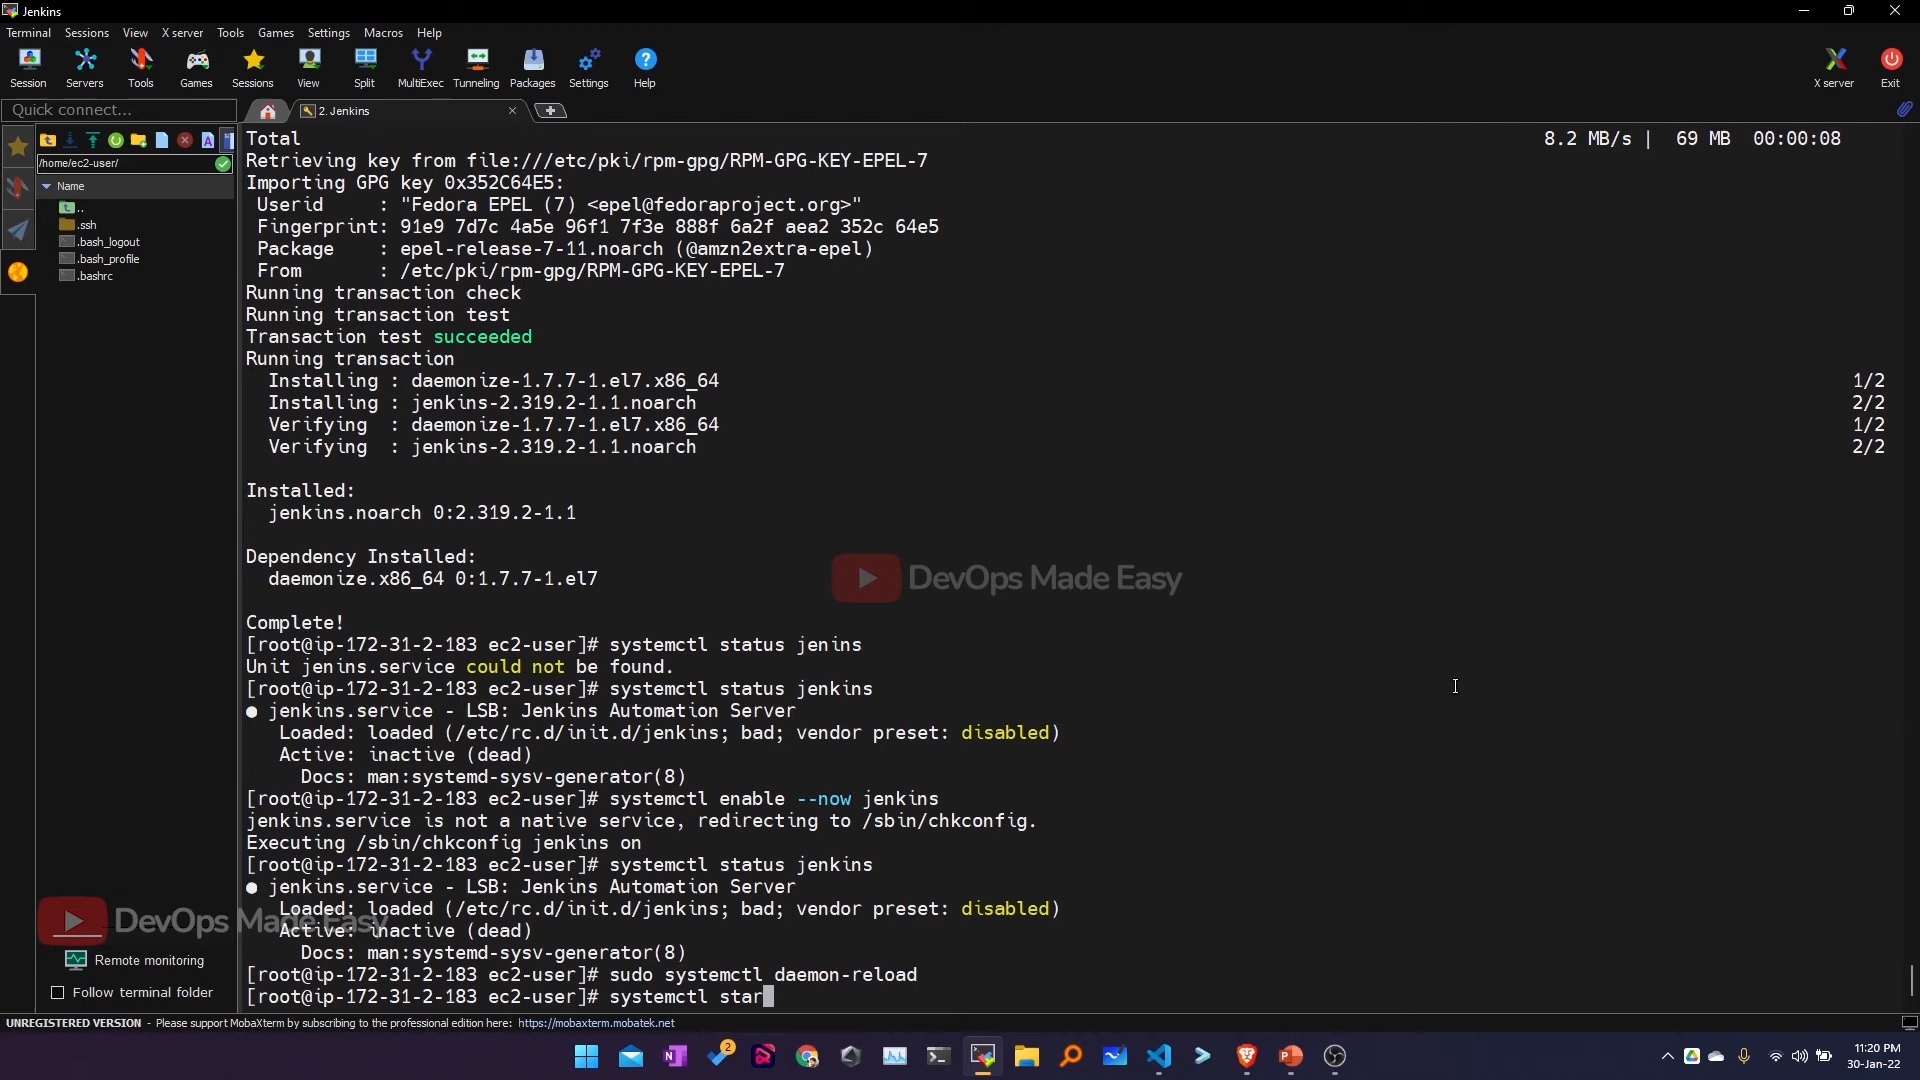 Jenkins
Terminal Sessions View X server Tools Games Settings Macros Help
Session Servers Tools Games Sessions View Split MultiExec Tunneling Packages Settings Help X server Exit
Quick connect... 2. Jenkins
/home/ec2-user/
Name
..
.ssh
.bash_logout
.bash_profile
.bashrc
Total 8.2 MB/s | 69 MB 00:00:08
Retrieving key from file:///etc/pki/rpm-gpg/RPM-GPG-KEY-EPEL-7
Importing GPG key 0x352C64E5:
Userid : "Fedora EPEL (7) <epel@fedoraproject.org>"
Fingerprint: 91e9 7d7c 4a5e 96f1 7f3e 888f 6a2f aea2 352c 64e5
Package : epel-release-7-11.noarch (@amzn2extra-epel)
From : /etc/pki/rpm-gpg/RPM-GPG-KEY-EPEL-7
Running transaction check
Running transaction test
Transaction test succeeded
Running transaction
Installing : daemonize-1.7.7-1.el7.x86_64 1/2
Installing : jenkins-2.319.2-1.1.noarch 2/2
Verifying : daemonize-1.7.7-1.el7.x86_64 1/2
Verifying : jenkins-2.319.2-1.1.noarch 2/2
Installed:
jenkins.noarch 0:2.319.2-1.1
Dependency Installed:
daemonize.x86_64 0:1.7.7-1.el7
DevOps Made Easy
Complete!
[root@ip-172-31-2-183 ec2-user]# systemctl status jenins
Unit jenins.service could not be found.
[root@ip-172-31-2-183 ec2-user]# systemctl status jenkins
● jenkins.service - LSB: Jenkins Automation Server
Loaded: loaded (/etc/rc.d/init.d/jenkins; bad; vendor preset: disabled)
Active: inactive (dead)
Docs: man:systemd-sysv-generator(8)
[root@ip-172-31-2-183 ec2-user]# systemctl enable --now jenkins
jenkins.service is not a native service, redirecting to /sbin/chkconfig.
Executing /sbin/chkconfig jenkins on
[root@ip-172-31-2-183 ec2-user]# systemctl status jenkins
● jenkins.service - LSB: Jenkins Automation Server
Loaded: loaded (/etc/rc.d/init.d/jenkins; bad; vendor preset: disabled)
DevOps Made Easy
Active: inactive (dead)
Docs: man:systemd-sysv-generator(8)
[root@ip-172-31-2-183 ec2-user]# sudo systemctl daemon-reload
[root@ip-172-31-2-183 ec2-user]# systemctl star
Remote monitoring
Follow terminal folder
UNREGISTERED VERSION - Please support MobaXterm by subscribing to the professional edition here: https://mobaxterm.mobatek.net
2
11:20 PM
30-Jan-22